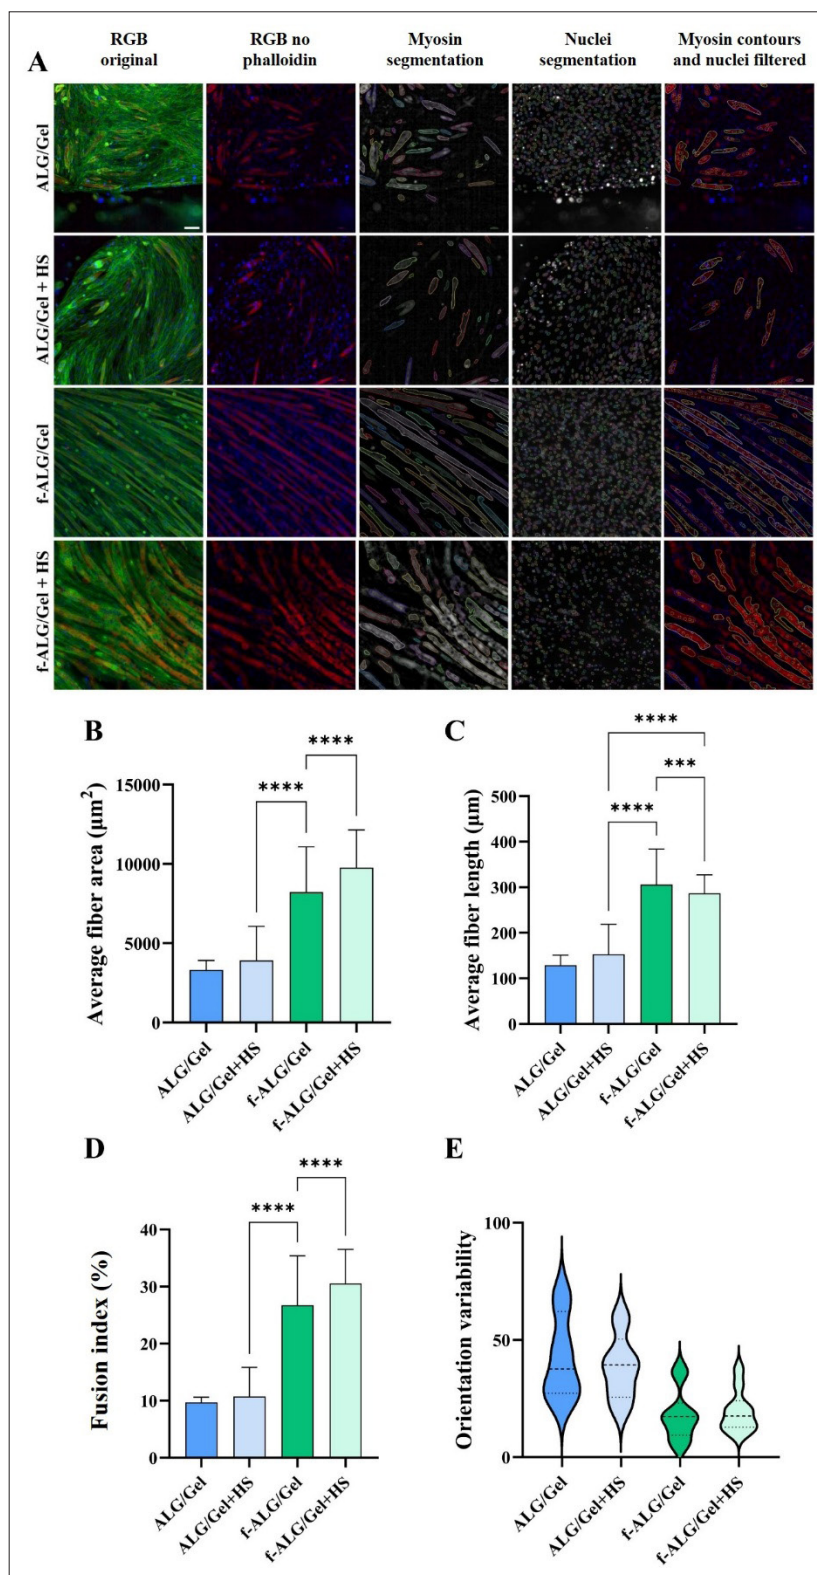 RGB original
RGB no phalloidin
Myosin segmentation
Nuclei segmentation
Myosin contours and nuclei filtered
A
ALG/Gel
ALG/Gel + HS
f-ALG/Gel
f-ALG/Gel + HS
B
****
****
15000
10000
5000
0
Average fiber area (µm²)
ALG/Gel
ALG/Gel+HS
f-ALG/Gel
f-ALG/Gel+HS
C
****
***
****
500
400
300
200
100
0
Average fiber length (µm)
ALG/Gel
ALG/Gel+HS
f-ALG/Gel
f-ALG/Gel+HS
D
****
****
40
30
20
10
0
Fusion index (%)
ALG/Gel
ALG/Gel+HS
f-ALG/Gel
f-ALG/Gel+HS
E
100
50
0
Orientation variability
ALG/Gel
ALG/Gel+HS
f-ALG/Gel
f-ALG/Gel+HS